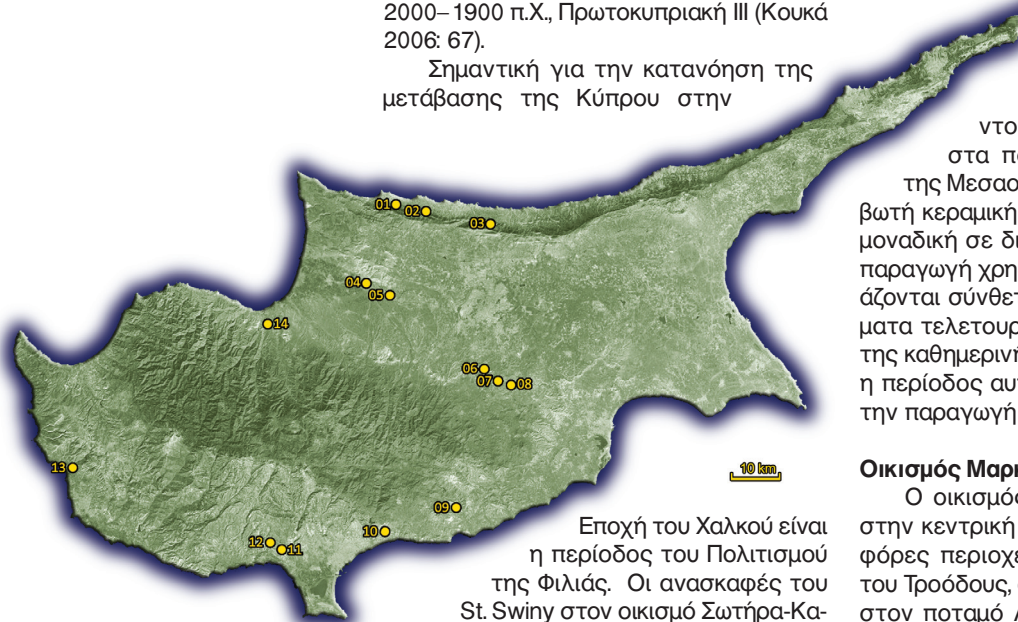 2000–1900 π.Χ., Πρωτοκυπριακή ΙΙΙ (Κουκά
2006: 67).
Σημαντική για την κατανόηση της
μετάβασης της Κύπρου στην
01
02
03
04
05
14
06
07
08
13
10 km
09
10
12
11
Εποχή του Χαλκού είναι
η περίοδος του Πολιτισμού
της Φιλιάς. Οι ανασκαφές του
St. Swiny στον οικισμό Σωτήρα-Κα-
ντο
στα πο
της Μεσαο
βωτή κεραμική
μοναδική σε δι
παραγωγή χρη
άζονται σύνθετ
ματα τελετουρ
της καθημερινή
η περίοδος αυ
την παραγωγή
Οικισμός Μαρκ
Ο οικισμός
στην κεντρική
φόρες περιοχέ
του Τροόδους,
στον ποταμό